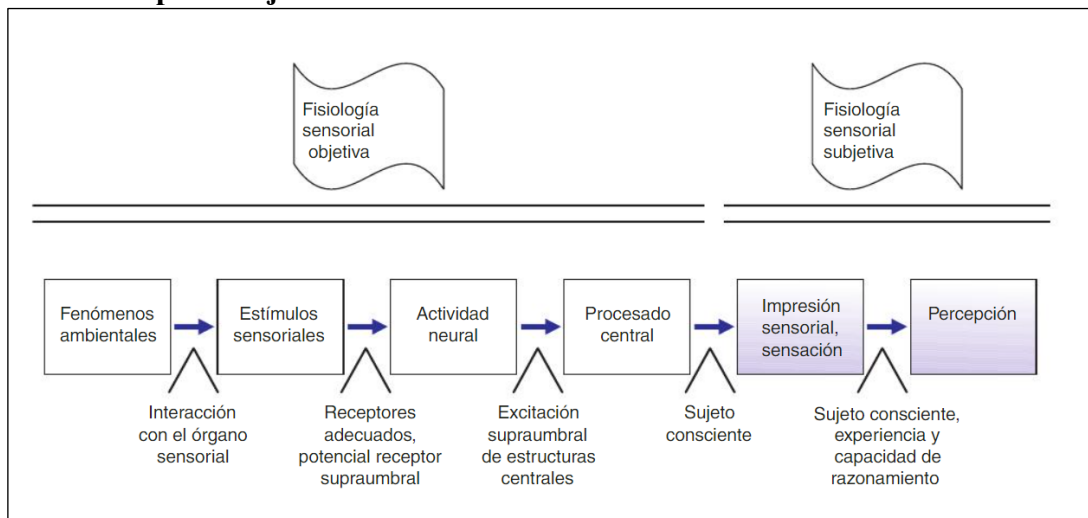 Fisiología
sensorial
objetiva
Fisiología
sensorial
subjetiva
Fenómenos
ambientales
Estímulos
sensoriales
Actividad
neural
Procesado
central
Impresión
sensorial,
sensación
Percepción
Interacción
con el órgano
sensorial
Receptores
adecuados,
potencial receptor
supraumbral
Excitación
supraumbral
de estructuras
centrales
Sujeto
consciente
Sujeto consciente,
experiencia y
capacidad de
razonamiento